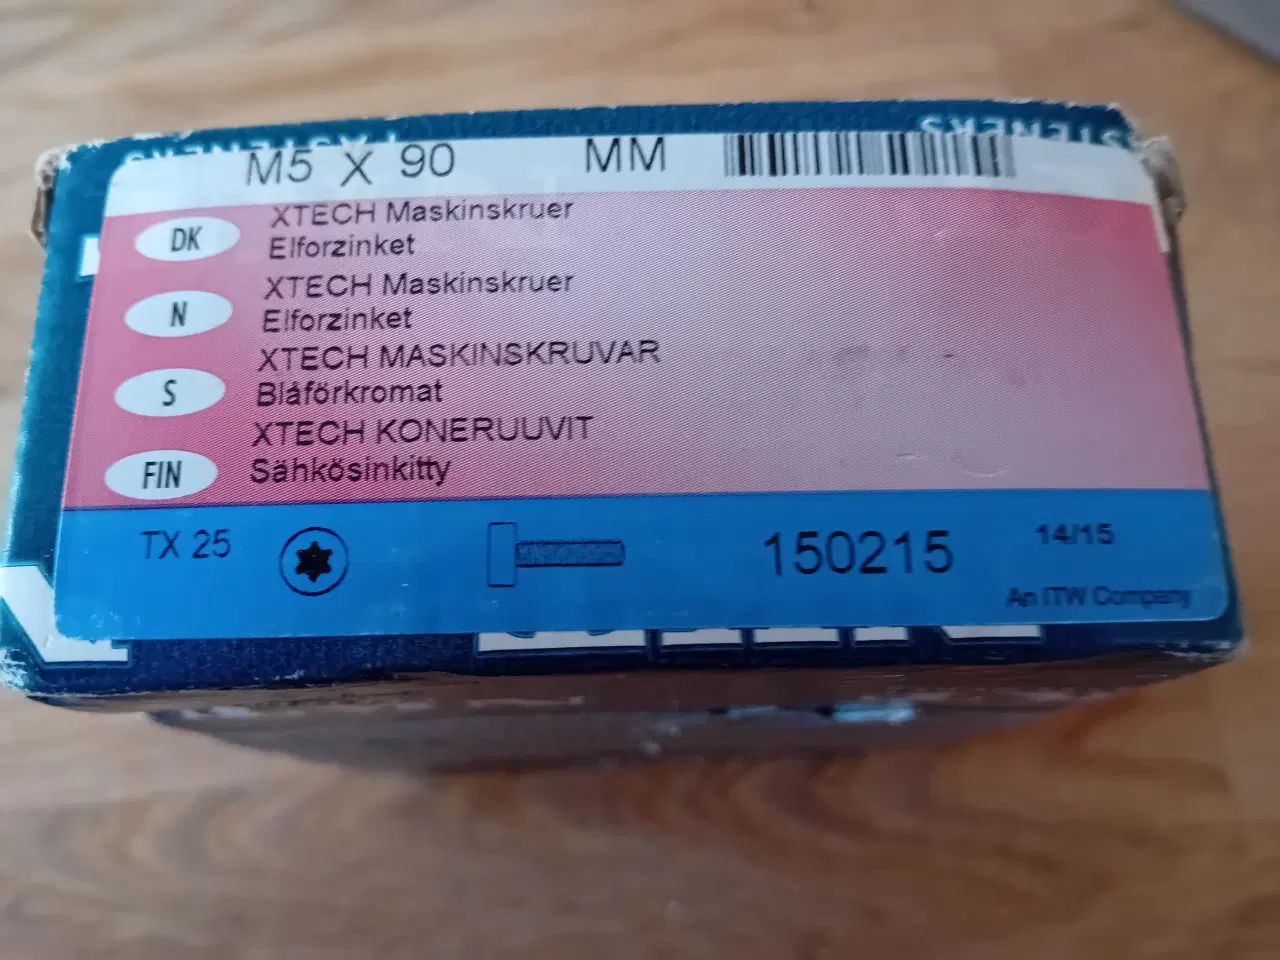 M5 X 90 MM
DK
XTECH Maskinskruer
Elforzinket
N
XTECH Maskinskruer
Elforzinket
S
XTECH MASKINSKRUVAR
Blåförkromat
FIN
XTECH KONERUUVIT
Sähkösinkitty
TX 25
150215
14/15
An ITW Company